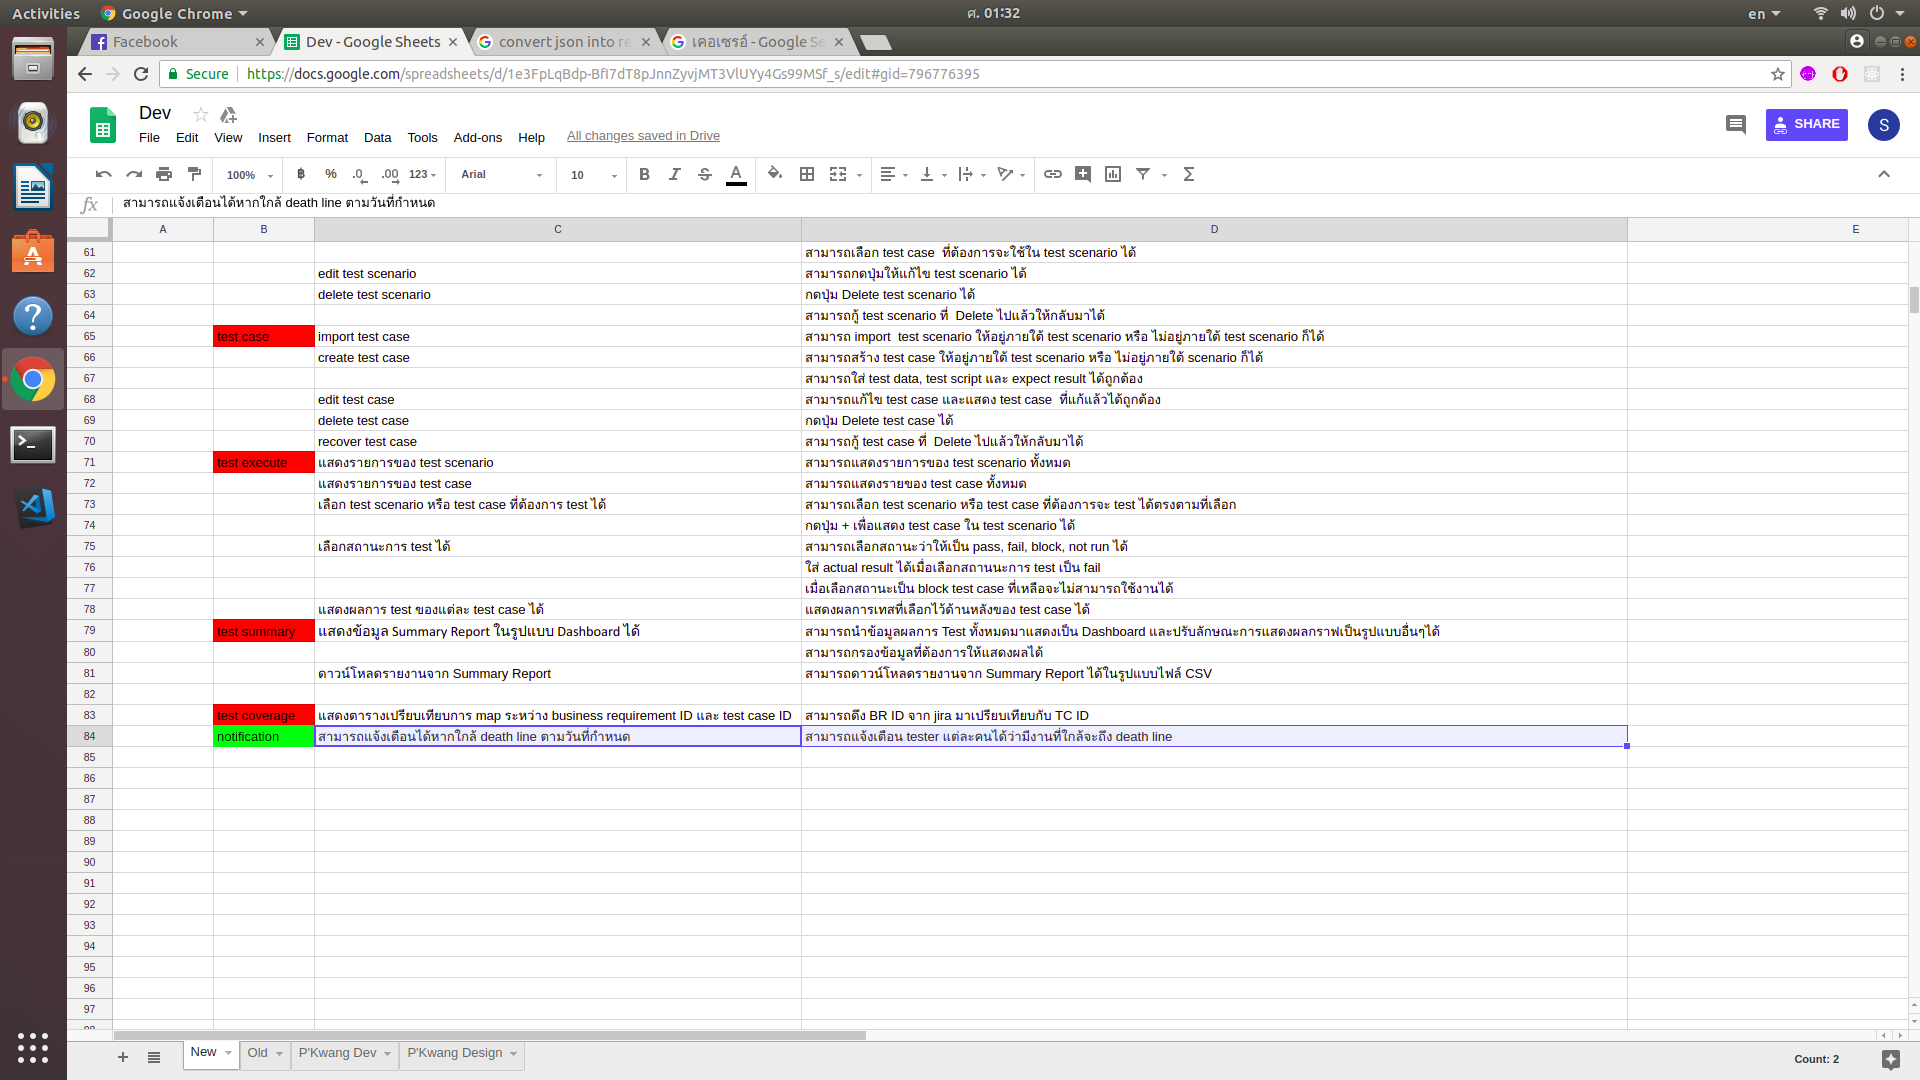 Activities Google Chrome ศ. 01:32 en
Facebook Dev - Google Sheets convert json into re เคอเซรอ์ - Google Se
Secure https://docs.google.com/spreadsheets/d/1e3FpLqBdp-BfI7dT8pJnnZyvjMT3VlUYy4Gs99MSf_s/edit#gid=796776395
Dev
File Edit View Insert Format Data Tools Add-ons Help All changes saved in Drive SHARE S
100% ฿ % .0 .00 123 Arial 10 B I S A Σ
fx สามารถแจ้งเตือนได้หากใกล้ death line ตามวันที่กำหนด
A B C D E
61 สามารถเลือก test case ที่ต้องการจะใช้ใน test scenario ได้
62 edit test scenario สามารถกดปุ่มให้แก้ไข test scenario ได้
63 delete test scenario กดปุ่ม Delete test scenario ได้
64 สามารถกู้ test scenario ที่ Delete ไปแล้วให้กลับมาได้
65 test case import test case สามารถ import test scenario ให้อยู่ภายใต้ test scenario หรือ ไม่อยู่ภายใต้ test scenario ก็ได้
66 create test case สามารถสร้าง test case ให้อยู่ภายใต้ test scenario หรือ ไม่อยู่ภายใต้ scenario ก็ได้
67 สามารถใส่ test data, test script และ expect result ได้ถูกต้อง
68 edit test case สามารถแก้ไข test case และแสดง test case ที่แก้แล้วได้ถูกต้อง
69 delete test case กดปุ่ม Delete test case ได้
70 recover test case สามารถกู้ test case ที่ Delete ไปแล้วให้กลับมาได้
71 test execute แสดงรายการของ test scenario สามารถแสดงรายการของ test scenario ทั้งหมด
72 แสดงรายการของ test case สามารถแสดงรายของ test case ทั้งหมด
73 เลือก test scenario หรือ test case ที่ต้องการ test ได้ สามารถเลือก test scenario หรือ test case ที่ต้องการจะ test ได้ตรงตามที่เลือก
74 กดปุ่ม + เพื่อแสดง test case ใน test scenario ได้
75 เลือกสถานะการ test ได้ สามารถเลือกสถานะว่าให้เป็น pass, fail, block, not run ได้
76 ใส่ actual result ได้เมื่อเลือกสถานนะการ test เป็น fail
77 เมื่อเลือกสถานะเป็น block test case ที่เหลือจะไม่สามารถใช้งานได้
78 แสดงผลการ test ของแต่ละ test case ได้ แสดงผลการเทสที่เลือกไว้ด้านหลังของ test case ได้
79 test summary แสดงข้อมูล Summary Report ในรูปแบบ Dashboard ได้ สามารถนำข้อมูลผลการ Test ทั้งหมดมาแสดงเป็น Dashboard และปรับลักษณะการแสดงผลกราฟเป็นรูปแบบอื่นๆได้
80 สามารถกรองข้อมูลที่ต้องการให้แสดงผลได้
81 ดาวน์โหลดรายงานจาก Summary Report สามารถดาวน์โหลดรายงานจาก Summary Report ได้ในรูปแบบไฟล์ CSV
82
83 test coverage แสดงตารางเปรียบเทียบการ map ระหว่าง business requirement ID และ test case ID สามารถดึง BR ID จาก jira มาเปรียบเทียบกับ TC ID
84 notification สามารถแจ้งเตือนได้หากใกล้ death line ตามวันที่กำหนด สามารถแจ้งเตือน tester แต่ละคนได้ว่ามีงานที่ใกล้จะถึง death line
85
86
87
88
89
90
91
92
93
94
95
96
97
New Old P'Kwang Dev P'Kwang Design Count: 2